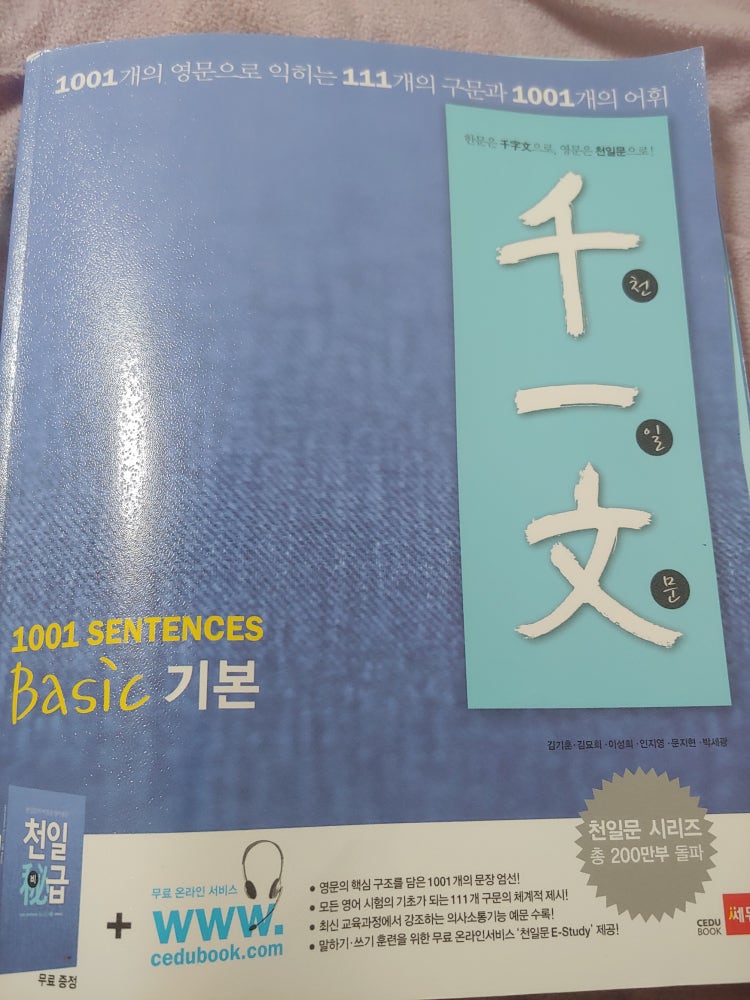 1001개의 영문으로 익히는 111개의 구문과 1001개의 어휘
한문은 千字文으로, 영문은 천일문으로!
千
천
一
일
文
문
1001 SENTENCES
Basic 기본
김기훈·김묘희·이성희·인지영·문지현·박세광
천일문 시리즈
총 200만부 돌파
천일
秘급
비
무료 증정
+
무료 온라인 서비스
www.
cedubook.com
• 영문의 핵심 구조를 담은 1001개의 문장 엄선!
• 모든 영어 시험의 기초가 되는 111개 구문의 체계적 제시!
• 최신 교육과정에서 강조하는 의사소통기능 예문 수록!
• 말하기·쓰기 훈련을 위한 무료 온라인서비스 '천일문 E-Study' 제공!
CEDU
BOOK